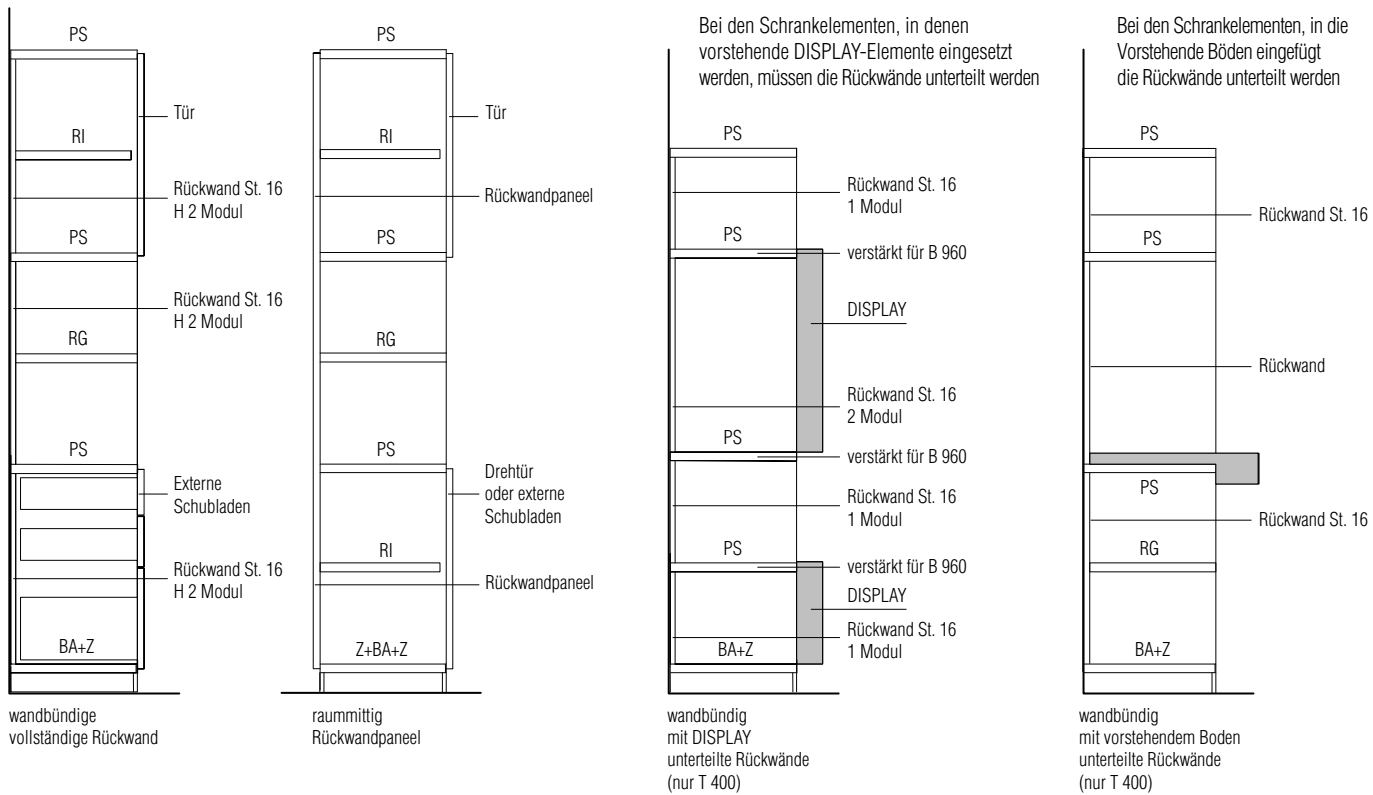 PS
Tür
RI
Rückwand St. 16
H 2 Modul
PS
Rückwand St. 16
H 2 Modul
RG
PS
Externe
Schubladen
Rückwand St. 16
H 2 Modul
BA+Z
wandbündige
vollständige Rückwand
PS
Tür
RI
Rückwandpaneel
PS
RG
PS
Drehtür
oder externe
Schubladen
RI
Rückwandpaneel
Z+BA+Z
raummittig
Rückwandpaneel
Bei den Schrankelementen, in denen
vorstehende DISPLAY-Elemente eingesetzt
werden, müssen die Rückwände unterteilt werden
PS
Rückwand St. 16
1 Modul
PS
verstärkt für B 960
DISPLAY
Rückwand St. 16
2 Modul
PS
verstärkt für B 960
Rückwand St. 16
1 Modul
PS
verstärkt für B 960
DISPLAY
Rückwand St. 16
1 Modul
BA+Z
wandbündig
mit DISPLAY
unterteilte Rückwände
(nur T 400)
Bei den Schrankelementen, in die
Vorstehende Böden eingefügt
die Rückwände unterteilt werden
PS
Rückwand St. 16
PS
Rückwand
PS
Rückwand St. 16
RG
BA+Z
wandbündig
mit vorstehendem Boden
unterteilte Rückwände
(nur T 400)